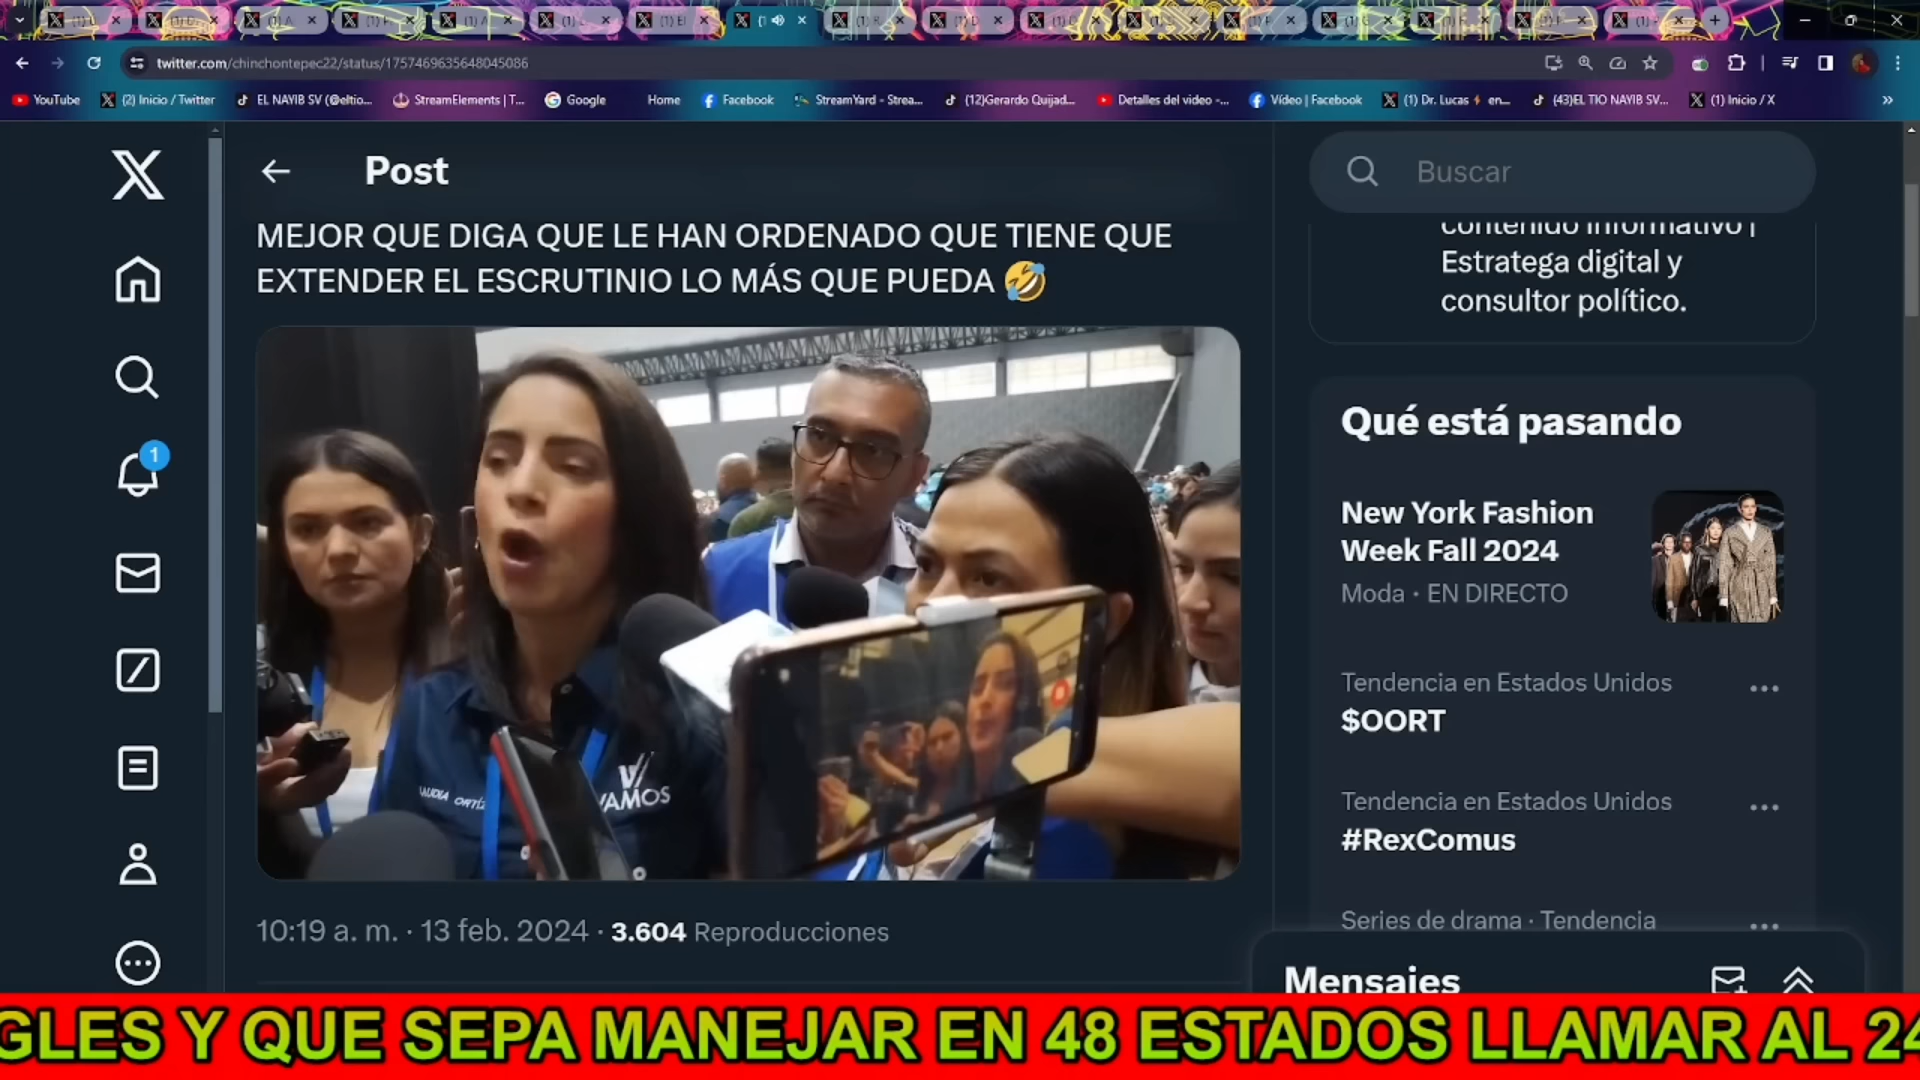 twitter.com/chinchontepec22/status/1757469635648045086
YouTube
(2) Inicio / Twitter
EL NAYIB SV (@eltio...
StreamElements | T...
Google
Home
Facebook
StreamYard - Strea...
(12)Gerardo Quijad...
Detalles del video -...
Video | Facebook
(1) Dr. Lucas ⚡ en...
(43)EL TIO NAYIB SV...
(1) Inicio / X
Post
MEJOR QUE DIGA QUE LE HAN ORDENADO QUE TIENE QUE
EXTENDER EL ESCRUTINIO LO MÁS QUE PUEDA 🤣
VAMOS
10:19 a. m. · 13 feb. 2024 · 3.604 Reproducciones
Buscar
contenido informativo |
Estratega digital y
consultor político.
Qué está pasando
New York Fashion
Week Fall 2024
Moda · EN DIRECTO
Tendencia en Estados Unidos
$OORT
Tendencia en Estados Unidos
#RexComus
Series de drama · Tendencia
Mensajes
1
GLES Y QUE SEPA MANEJAR EN 48 ESTADOS LLAMAR AL 24